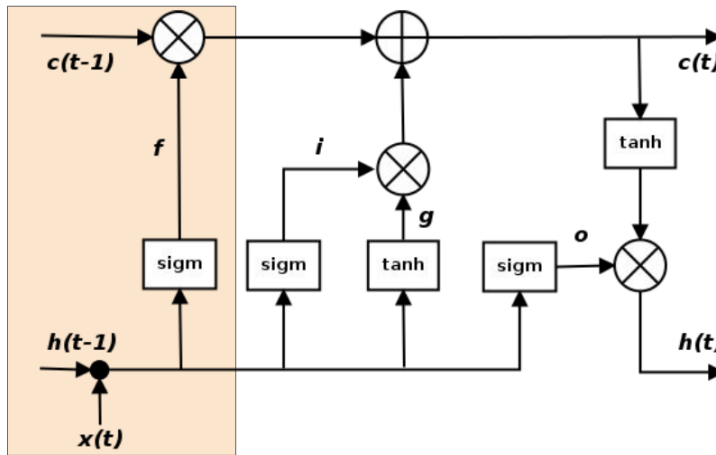 c(t-1)
c(t)
tanh
f
i
g
o
sigm
sigm
tanh
sigm
h(t-1)
h(t)
x(t)